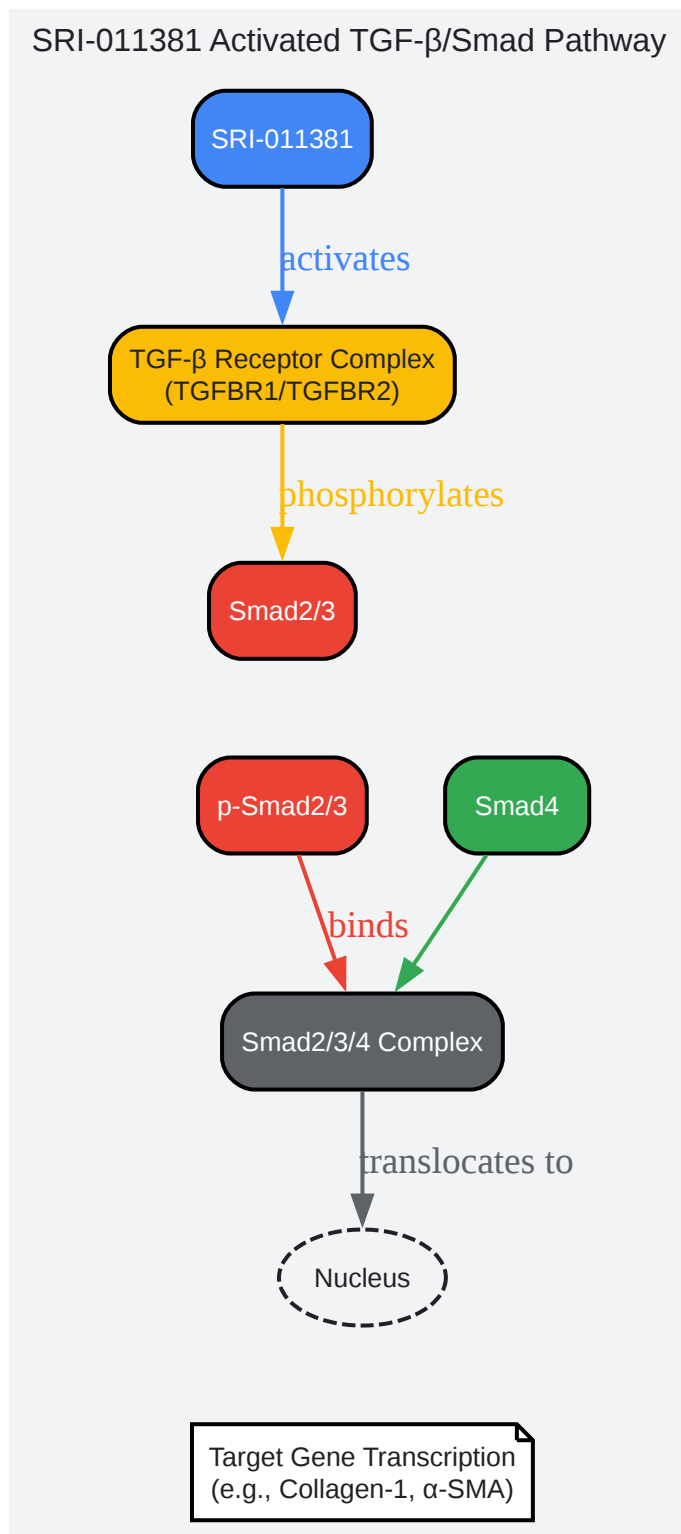 SRI-011381 Activated TGF-β/Smad Pathway
SRI-011381
activates
TGF-β Receptor Complex
(TGFBR1/TGFBR2)
phosphorylates
Smad2/3
p-Smad2/3
Smad4
binds
Smad2/3/4 Complex
translocates to
Nucleus
Target Gene Transcription
(e.g., Collagen-1, α-SMA)